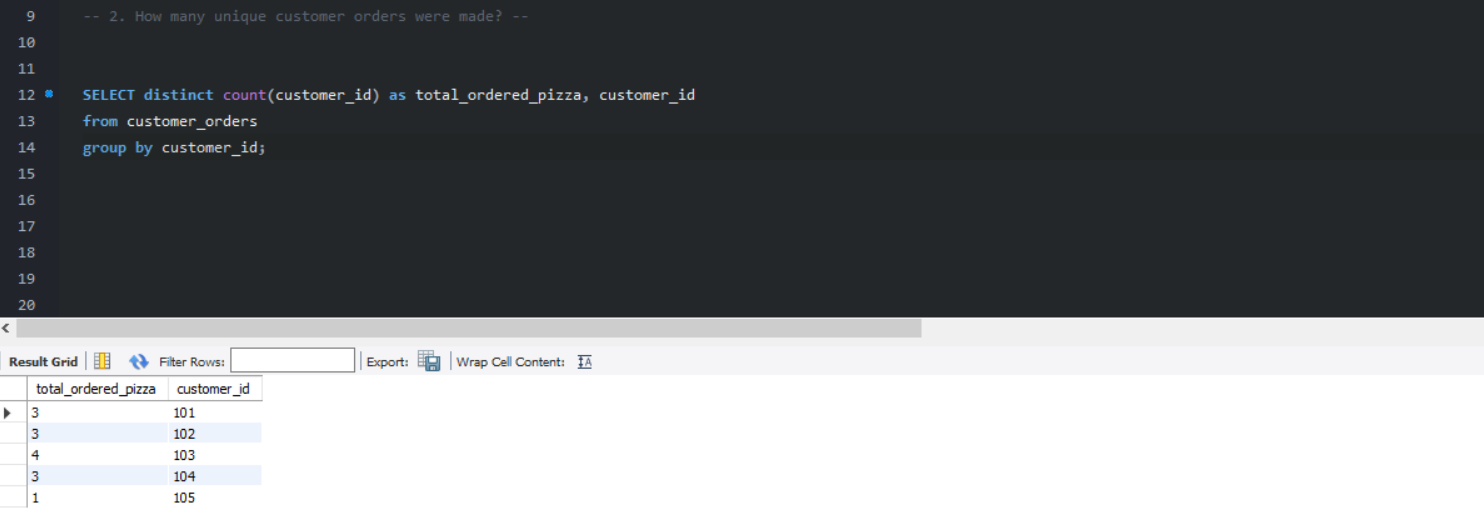 9 -- 2. How many unique customer orders were made? --
10
11
12 SELECT distinct count(customer_id) as total_ordered_pizza, customer_id
13 from customer_orders
14 group by customer_id;
15
16
17
18
19
20
Result Grid Filter Rows: Export: Wrap Cell Content: IA
total_ordered_pizza customer_id
3 101
3 102
4 103
3 104
1 105